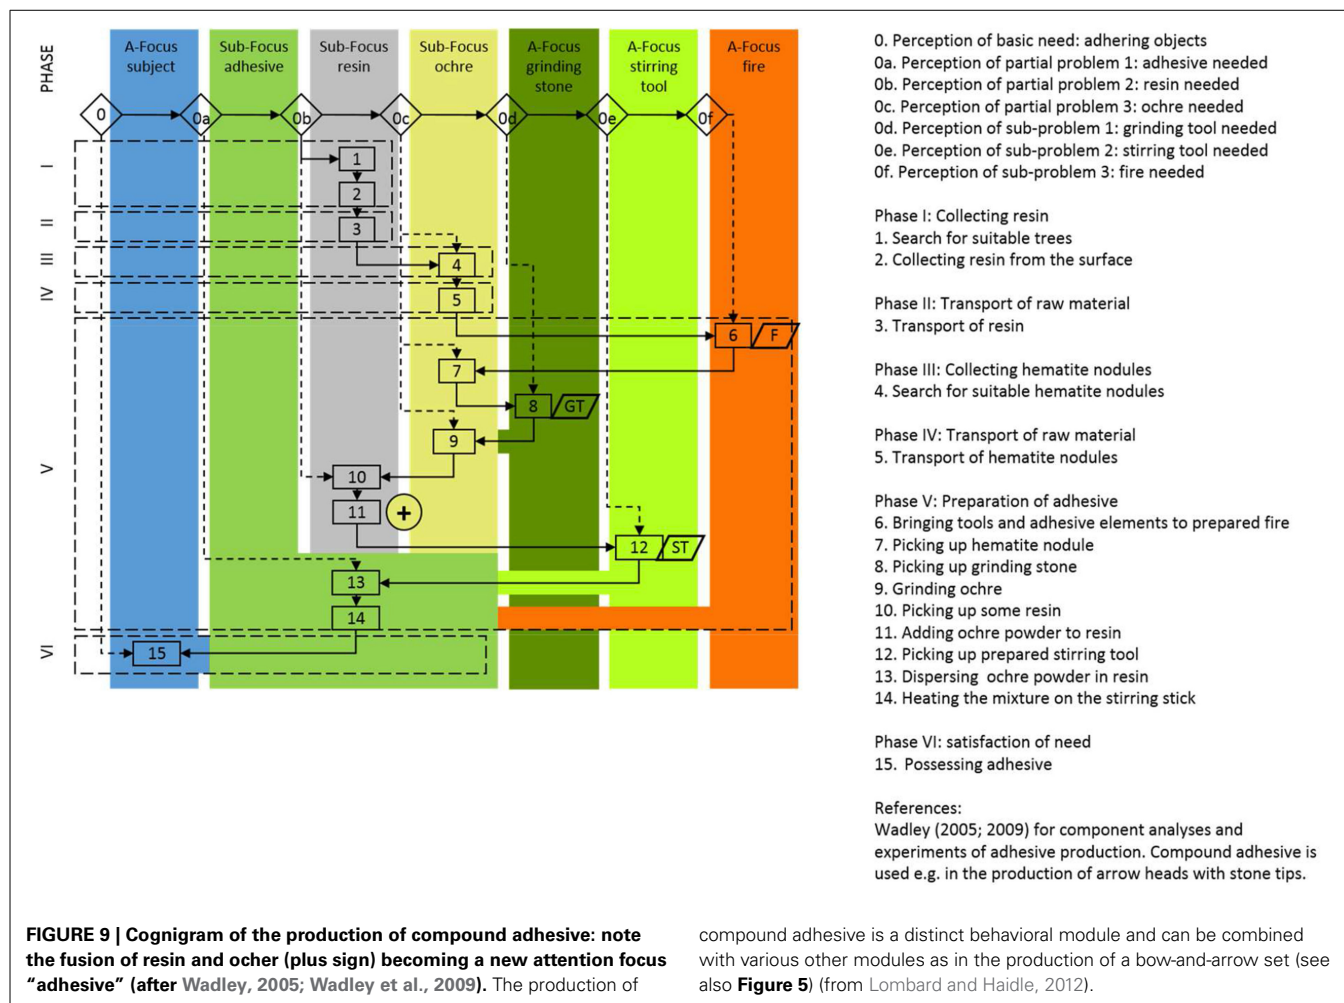 PHASE
A-Focus
subject
Sub-Focus
adhesive
Sub-Focus
resin
Sub-Focus
ochre
A-Focus
grinding
stone
A-Focus
stirring
tool
A-Focus
fire
0
0a
0b
0c
0d
0e
0f
I
1
2
II
3
III
4
IV
5
V
6
F
7
8
GT
9
10
11
+
12
ST
13
14
VI
15
0. Perception of basic need: adhering objects
0a. Perception of partial problem 1: adhesive needed
0b. Perception of partial problem 2: resin needed
0c. Perception of partial problem 3: ochre needed
0d. Perception of sub-problem 1: grinding tool needed
0e. Perception of sub-problem 2: stirring tool needed
0f. Perception of sub-problem 3: fire needed
Phase I: Collecting resin
1. Search for suitable trees
2. Collecting resin from the surface
Phase II: Transport of raw material
3. Transport of resin
Phase III: Collecting hematite nodules
4. Search for suitable hematite nodules
Phase IV: Transport of raw material
5. Transport of hematite nodules
Phase V: Preparation of adhesive
6. Bringing tools and adhesive elements to prepared fire
7. Picking up hematite nodule
8. Picking up grinding stone
9. Grinding ochre
10. Picking up some resin
11. Adding ochre powder to resin
12. Picking up prepared stirring tool
13. Dispersing ochre powder in resin
14. Heating the mixture on the stirring stick
Phase VI: satisfaction of need
15. Possessing adhesive
References:
Wadley (2005; 2009) for component analyses and
experiments of adhesive production. Compound adhesive is
used e.g. in the production of arrow heads with stone tips.
FIGURE 9 | Cognigram of the production of compound adhesive: note
the fusion of resin and ocher (plus sign) becoming a new attention focus
“adhesive” (after Wadley, 2005; Wadley et al., 2009). The production of
compound adhesive is a distinct behavioral module and can be combined
with various other modules as in the production of a bow-and-arrow set (see
also Figure 5) (from Lombard and Haidle, 2012).